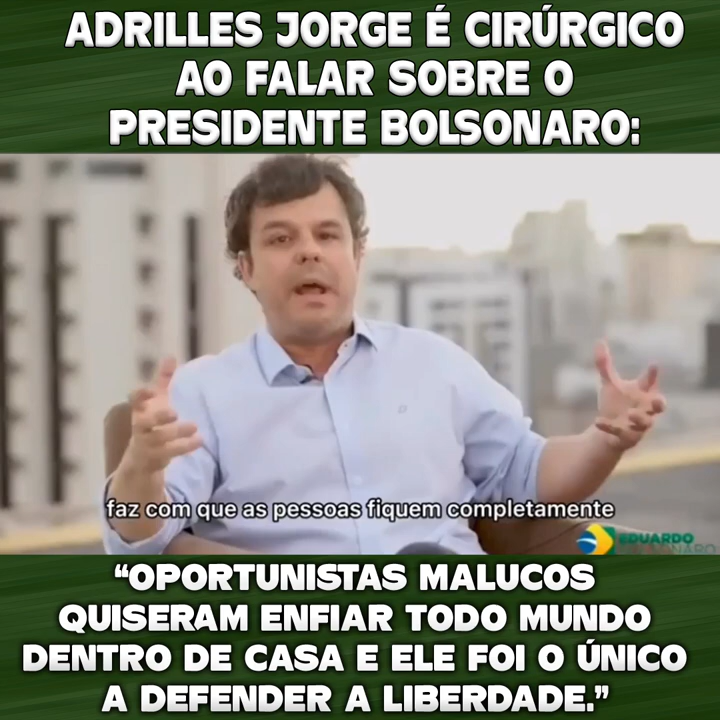 ADRILLES JORGE É CIRÚRGICO
AO FALAR SOBRE O
PRESIDENTE BOLSONARO:
faz com que as pessoas fiquem completamente
EDUARDO
BOLSONARO
“OPORTUNISTAS MALUCOS
QUISERAM ENFIAR TODO MUNDO
DENTRO DE CASA E ELE FOI O ÚNICO
A DEFENDER A LIBERDADE.”